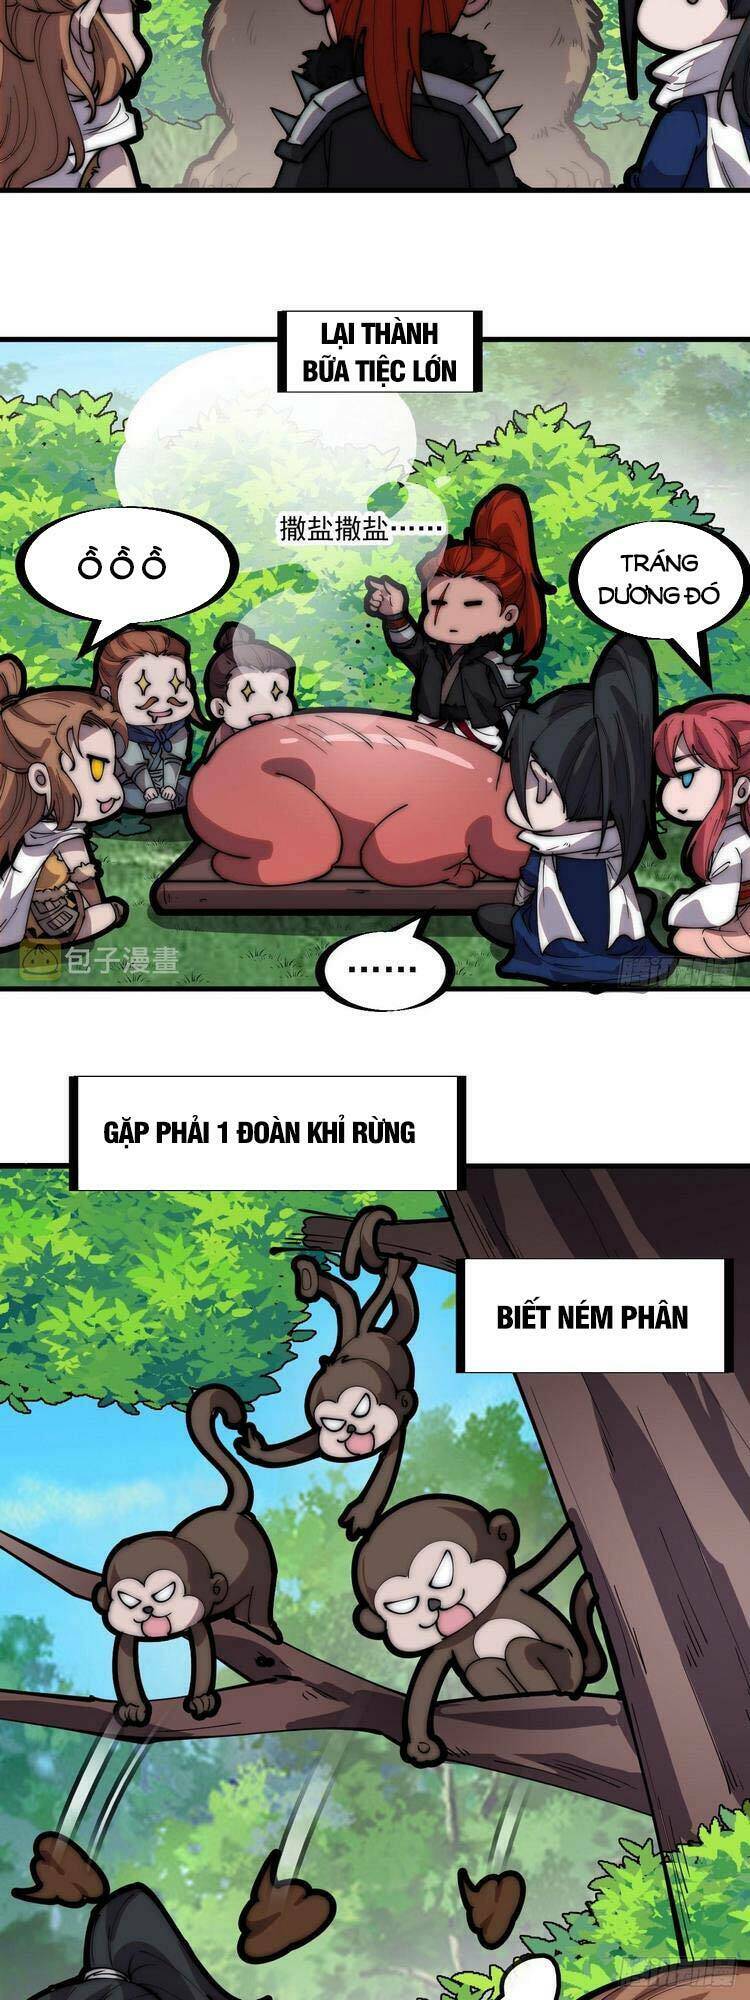 LẠI THÀNH
BỮA TIỆC LỚN
撒盐撒盐……
Ồ Ồ Ồ
TRÁNG
DƯƠNG ĐÓ
包子漫畫
……
GẶP PHẢI 1 ĐOÀN KHỈ RỪNG
BIẾT NÉM PHÂN